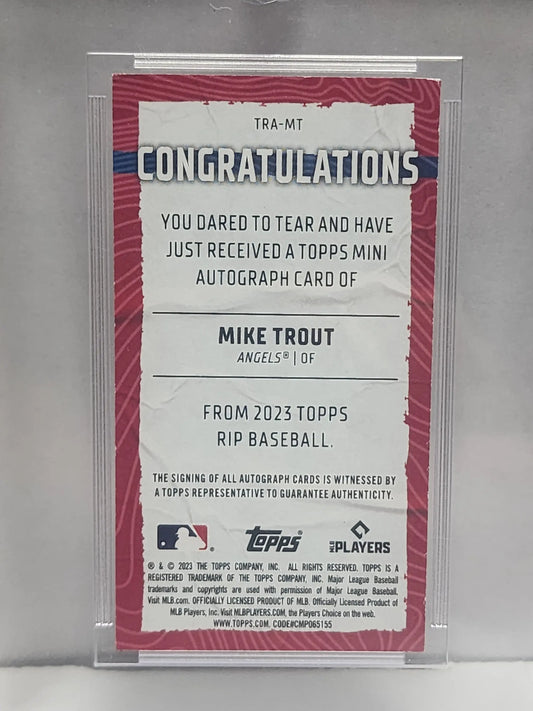 TRA-MT
CONGRATULATIONS
YOU DARED TO TEAR AND HAVE
JUST RECEIVED A TOPPS MINI
AUTOGRAPH CARD OF
MIKE TROUT
ANGELS® | OF
FROM 2023 TOPPS
RIP BASEBALL.
THE SIGNING OF ALL AUTOGRAPH CARDS IS WITNESSED BY
A TOPPS REPRESENTATIVE TO GUARANTEE AUTHENTICITY.
Topps®
MLB PLAYERS
® & © 2023 THE TOPPS COMPANY, INC. ALL RIGHTS RESERVED. TOPPS IS A
REGISTERED TRADEMARK OF THE TOPPS COMPANY, INC. Major League Baseball
trademarks and copyrights are used with permission of Major League Baseball.
Visit MLB.com. OFFICIALLY LICENSED PRODUCT OF MLB. Officially Licensed Product of
MLB Players, Inc. Visit MLBPLAYERS.COM, the Players Choice on the web.
WWW.TOPPS.COM. CODE#CMP065155